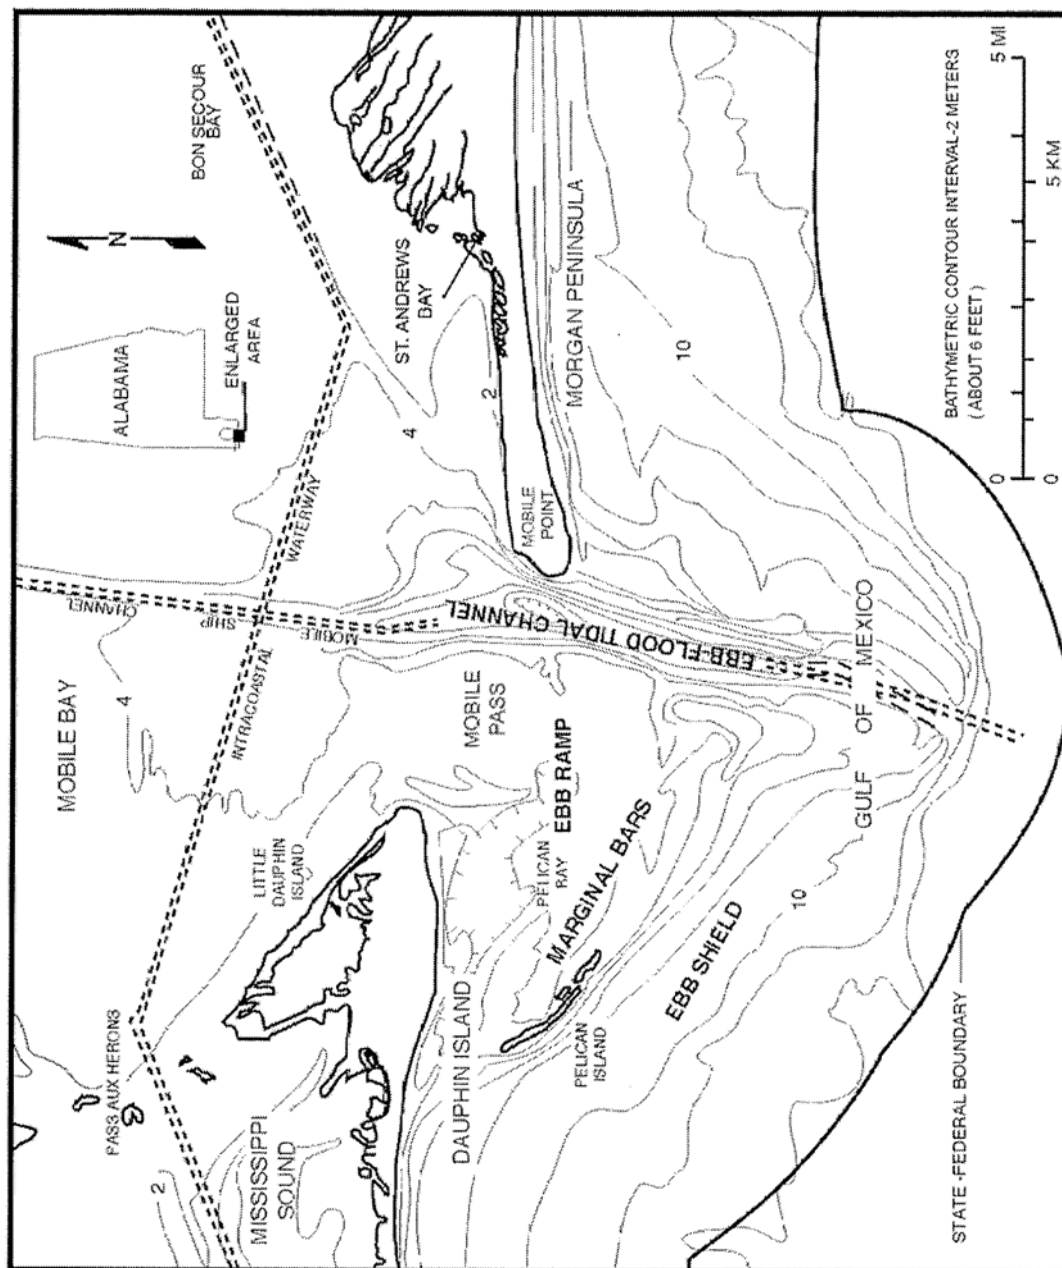 MOBILE BAY
4
ALABAMA
ENLARGED
AREA
N
BON SECOUR
BAY
CHANNEL
SHIP
MOBILE
INTRACOASTAL
WATERWAY
PASS AUX HERONS
LITTLE
DAUPHIN
ISLAND
MISSISSIPPI
SOUND
2
4
2
ST. ANDREWS
BAY
MOBILE
PASS
MOBILE
POINT
MORGAN PENINSULA
EBB-FLOOD TIDAL CHANNEL
EBB RAMP
PELICAN
BAY
MARGINAL BARS
DAUPHIN ISLAND
PELICAN
ISLAND
EBB SHIELD
10
10
GULF OF MEXICO
STATE -FEDERAL BOUNDARY
BATHYMETRIC CONTOUR INTERVAL-2 METERS
( ABOUT 6 FEET )
0 5 MI
0 5 KM